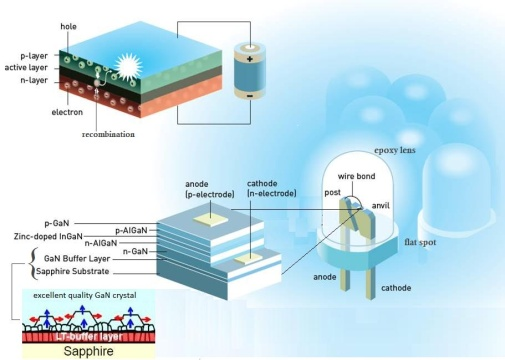 hole
p-layer
active layer
n-layer
electron
recombination
+
−
epoxy lens
wire bond
post
anvil
flat spot
anode
cathode
anode
(p-electrode)
cathode
(n-electrode)
p-GaN
p-AlGaN
Zinc-doped InGaN
n-AlGaN
n-GaN
GaN Buffer Layer
Sapphire Substrate
excellent quality GaN crystal
LT-buffer layer
Sapphire